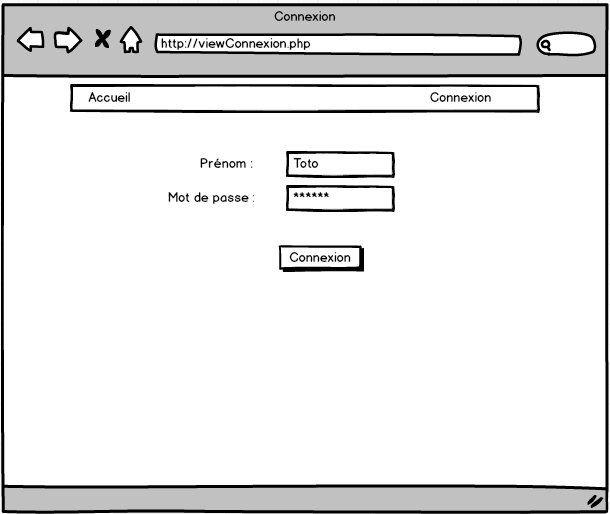 Connexion
http://viewConnexion.php
Accueil Connexion
Prénom : Toto
Mot de passe : ******
Connexion